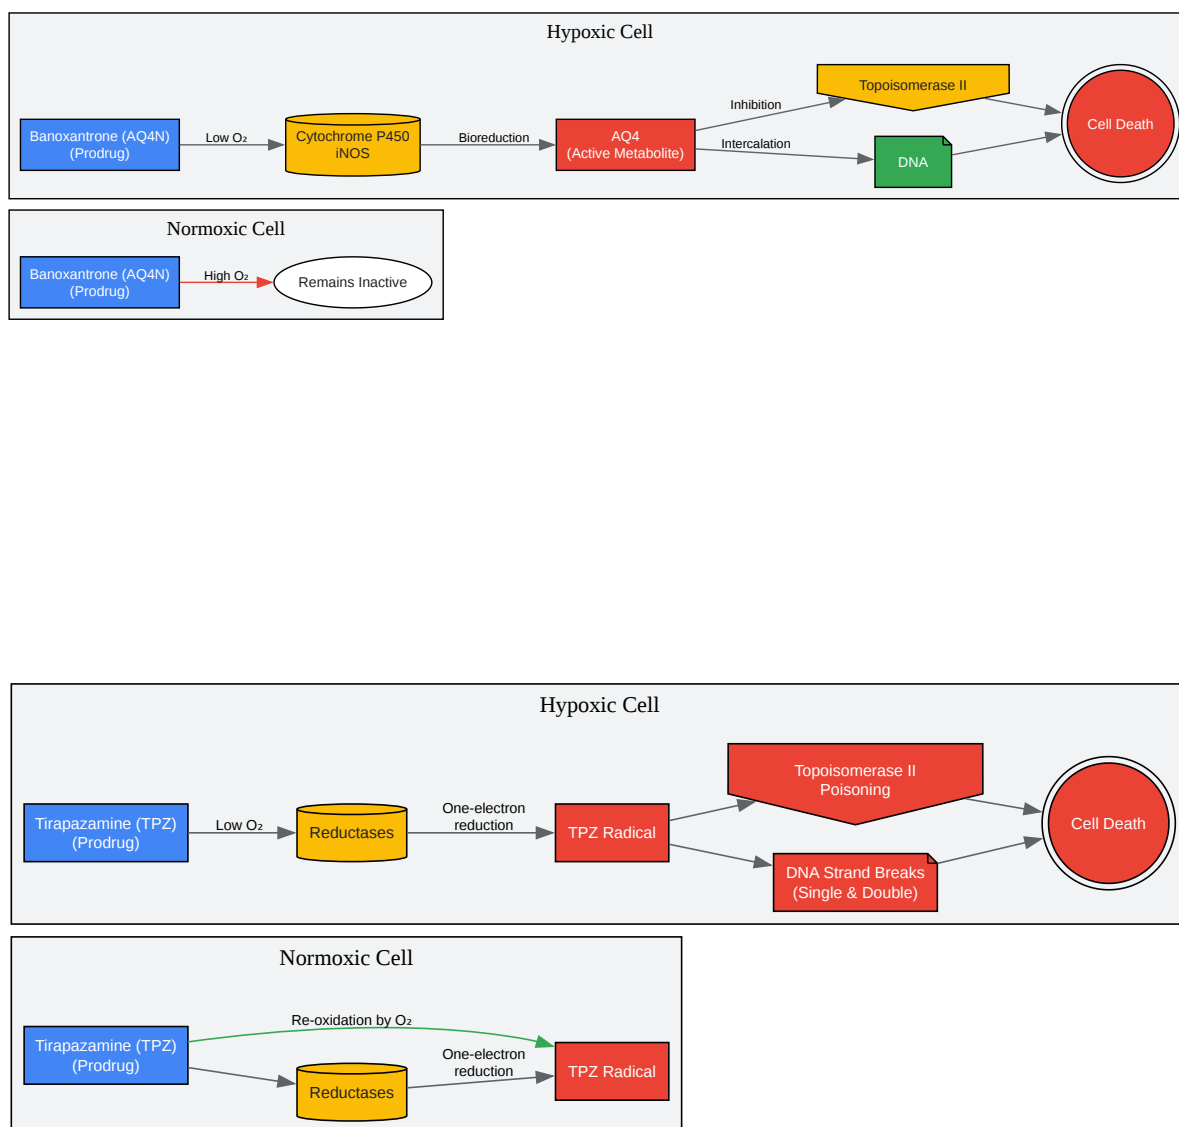 Hypoxic Cell
Banoxantrone (AQ4N)
(Prodrug)
Low O₂
Cytochrome P450
iNOS
Bioreduction
AQ4
(Active Metabolite)
Inhibition
Intercalation
Topoisomerase II
DNA
Cell Death
Normoxic Cell
Banoxantrone (AQ4N)
(Prodrug)
High O₂
Remains Inactive
Hypoxic Cell
Tirapazamine (TPZ)
(Prodrug)
Low O₂
Reductases
One-electron
reduction
TPZ Radical
Topoisomerase II
Poisoning
DNA Strand Breaks
(Single & Double)
Cell Death
Normoxic Cell
Tirapazamine (TPZ)
(Prodrug)
Re-oxidation by O₂
Reductases
One-electron
reduction
TPZ Radical